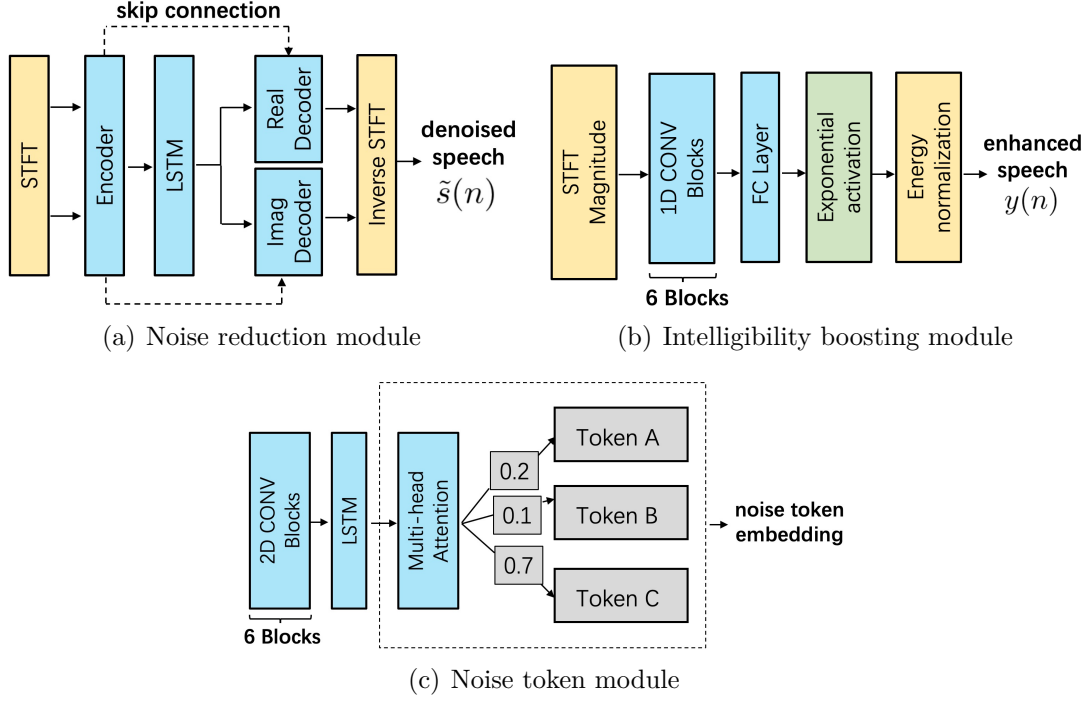 skip connection
STFT
Encoder
LSTM
Real
Decoder
Imag
Decoder
Inverse STFT
denoised
speech
s̃(n)
(a) Noise reduction module
STFT
Magnitude
1D CONV
Blocks
6 Blocks
FC Layer
Exponential
activation
Energy
normalization
enhanced
speech
y(n)
(b) Intelligibility boosting module
2D CONV
Blocks
6 Blocks
LSTM
Multi-head
Attention
0.2
0.1
0.7
Token A
Token B
Token C
noise token
embedding
(c) Noise token module